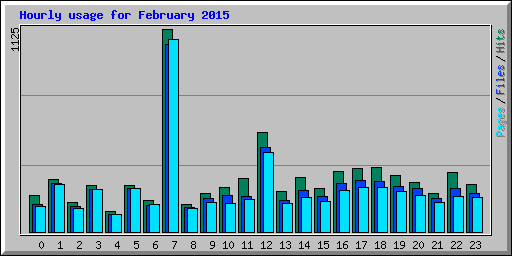 Hourly usage for February 2015
1125
Pages / Files / Hits
0 1 2 3 4 5 6 7 8 9 10 11 12 13 14 15 16 17 18 19 20 21 22 23